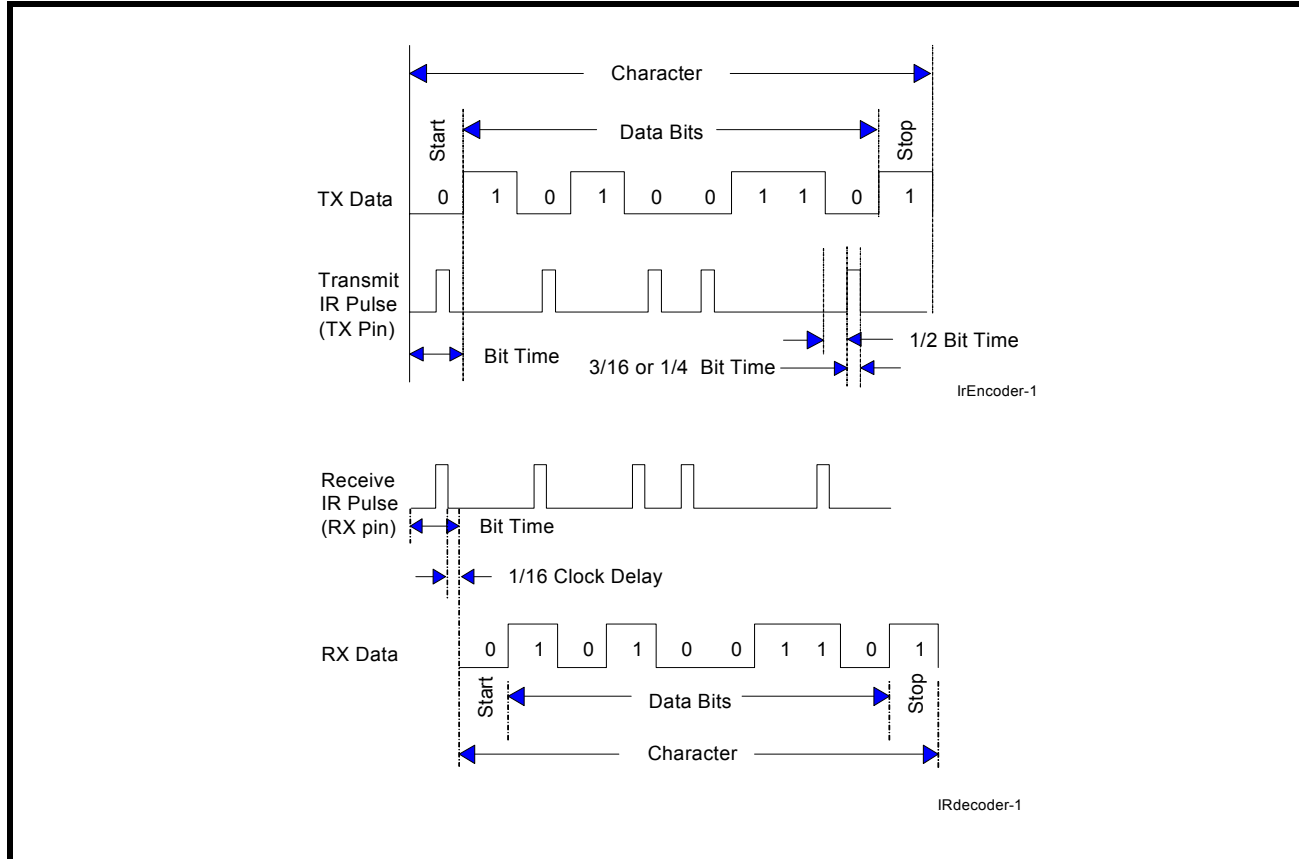 Character
Start
Data Bits
Stop
TX Data
0 1 0 1 0 0 1 1 0 1
Transmit
IR Pulse
(TX Pin)
Bit Time
1/2 Bit Time
3/16 or 1/4 Bit Time
IrEncoder-1
Receive
IR Pulse
(RX pin)
Bit Time
1/16 Clock Delay
RX Data
0 1 0 1 0 0 1 1 0 1
Start
Data Bits
Stop
Character
IRdecoder-1